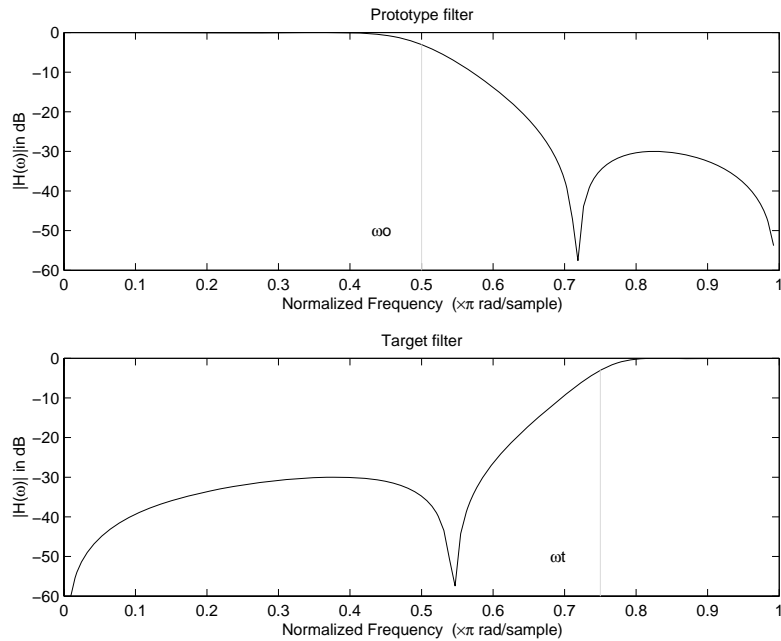 Prototype filter
|H(ω)|in dB
0
−10
−20
−30
−40
−50
−60
ωo
0 0.1 0.2 0.3 0.4 0.5 0.6 0.7 0.8 0.9 1
Normalized Frequency (×π rad/sample)
Target filter
|H(ω)| in dB
0
−10
−20
−30
−40
−50
−60
ωt
0 0.1 0.2 0.3 0.4 0.5 0.6 0.7 0.8 0.9 1
Normalized Frequency (×π rad/sample)